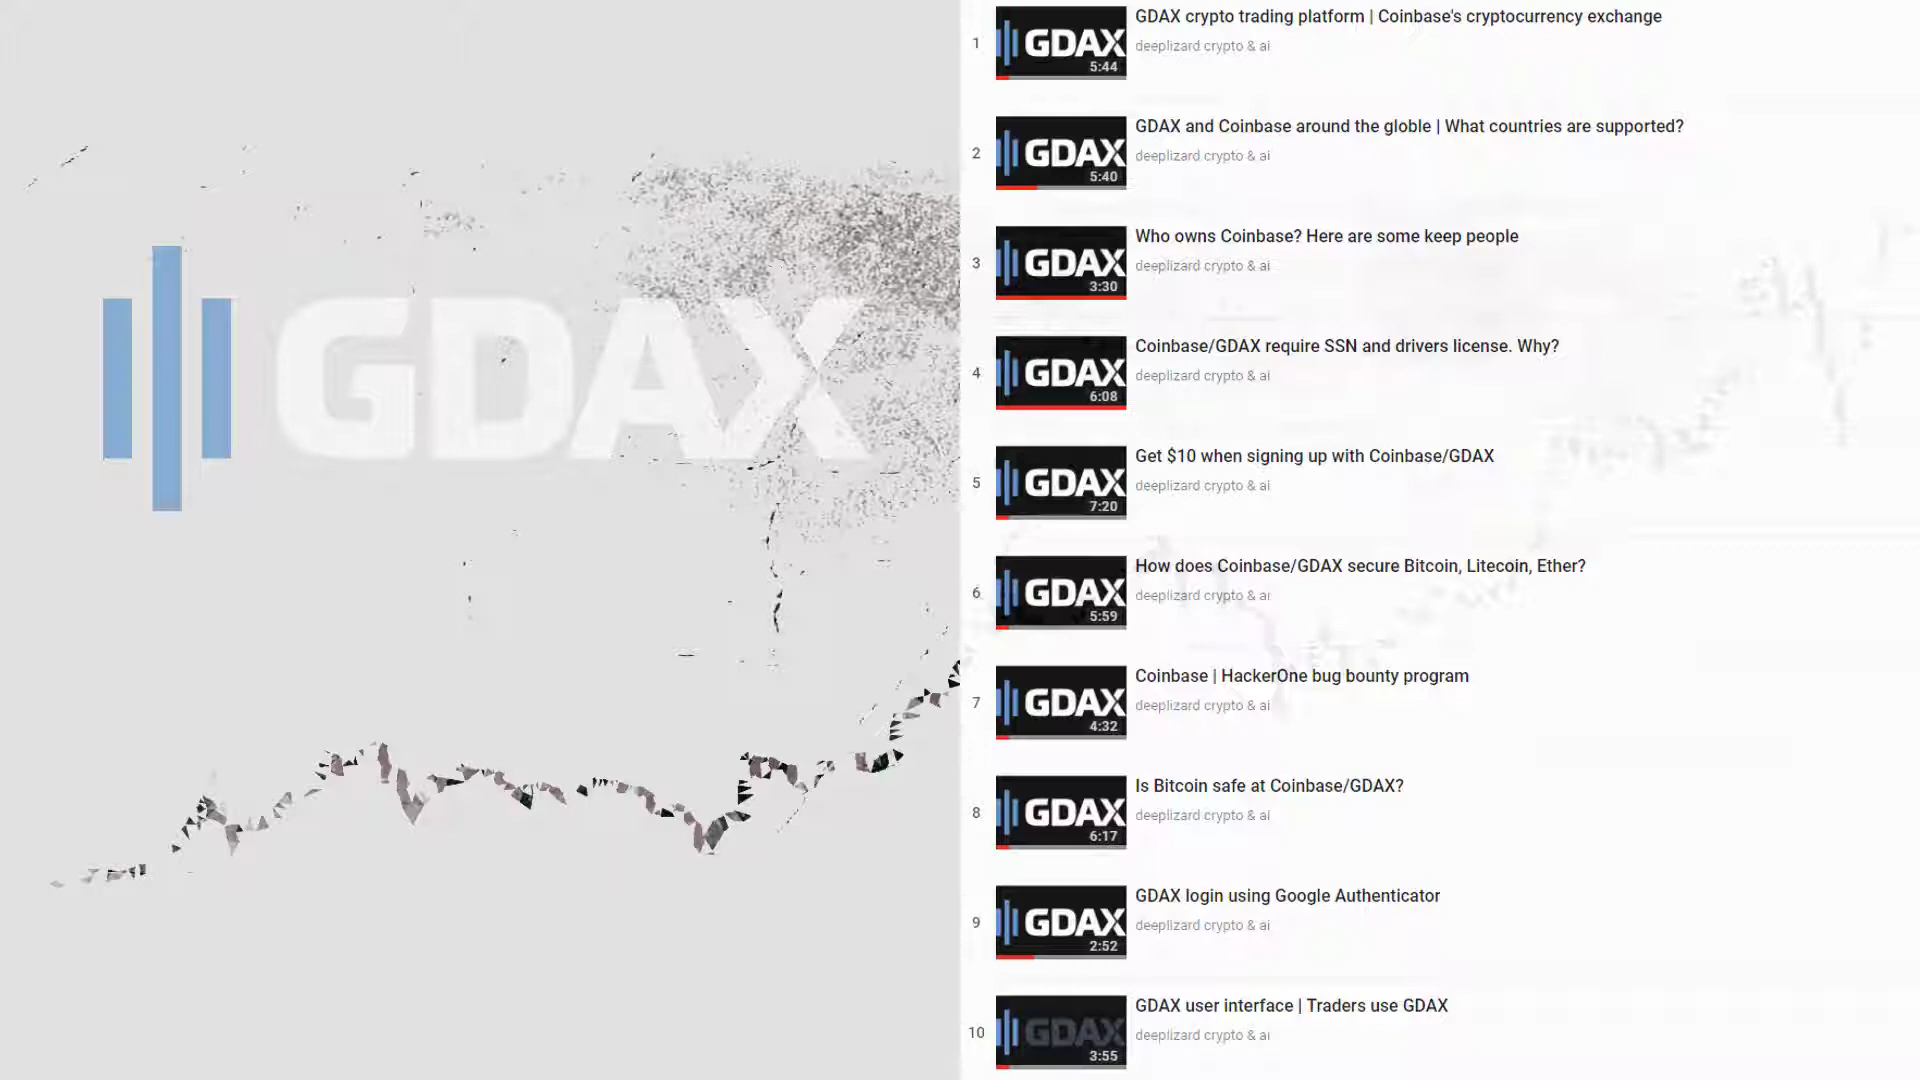 GDAX
1
GDAX
5:44
GDAX crypto trading platform | Coinbase's cryptocurrency exchange
deeplizard crypto & ai
2
GDAX
5:40
GDAX and Coinbase around the globle | What countries are supported?
deeplizard crypto & ai
3
GDAX
3:30
Who owns Coinbase? Here are some keep people
deeplizard crypto & ai
4
GDAX
6:08
Coinbase/GDAX require SSN and drivers license. Why?
deeplizard crypto & ai
5
GDAX
7:20
Get $10 when signing up with Coinbase/GDAX
deeplizard crypto & ai
6
GDAX
5:59
How does Coinbase/GDAX secure Bitcoin, Litecoin, Ether?
deeplizard crypto & ai
7
GDAX
4:32
Coinbase | HackerOne bug bounty program
deeplizard crypto & ai
8
GDAX
6:17
Is Bitcoin safe at Coinbase/GDAX?
deeplizard crypto & ai
9
GDAX
2:52
GDAX login using Google Authenticator
deeplizard crypto & ai
10
GDAX
3:55
GDAX user interface | Traders use GDAX
deeplizard crypto & ai